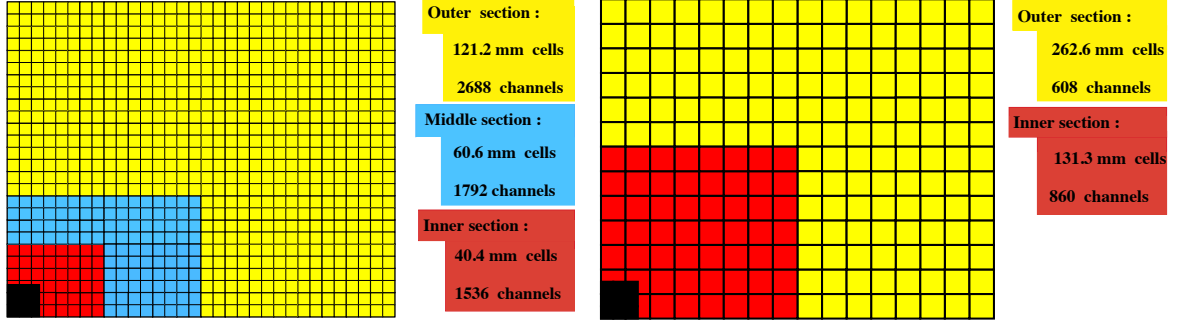 Outer section :
121.2 mm cells
2688 channels
Middle section :
60.6 mm cells
1792 channels
Inner section :
40.4 mm cells
1536 channels
Outer section :
262.6 mm cells
608 channels
Inner section :
131.3 mm cells
860 channels